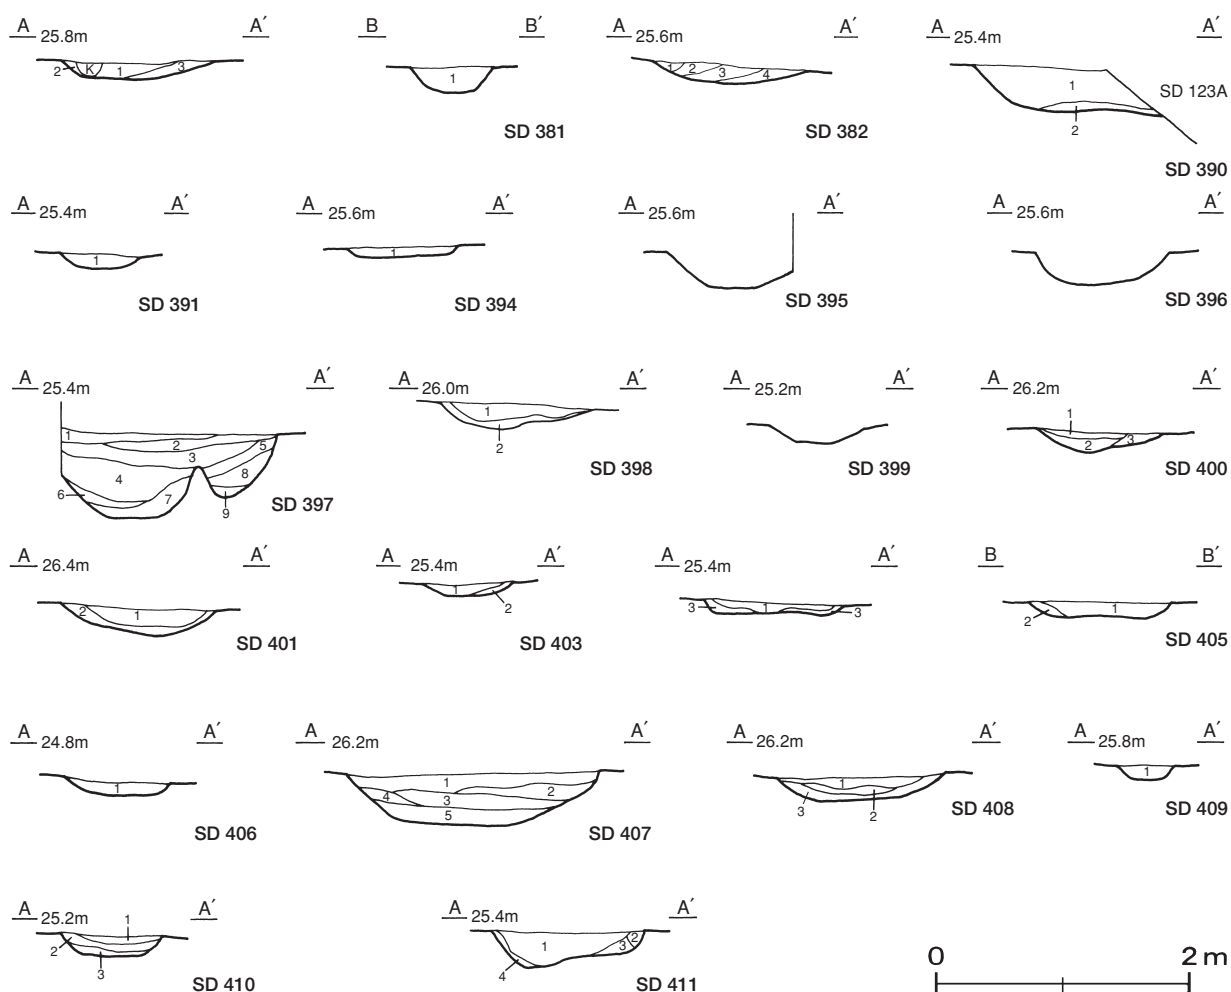 A 25.8m A′
2 K 1 3
B B′
1
SD 381
A 25.6m A′
1 2 3 4
SD 382
A 25.4m A′
1
SD 123A
2
SD 390
A 25.4m A′
1
SD 391
A 25.6m A′
1
SD 394
A 25.6m A′
SD 395
A 25.6m A′
SD 396
A 25.4m A′
1
2
3
5
4
8
6
7
9
SD 397
A 26.0m A′
1
2
SD 398
A 25.2m A′
SD 399
A 26.2m A′
1
2 3
SD 400
A 26.4m A′
2 1
SD 401
A 25.4m A′
1
2
SD 403
A 25.4m A′
3 1 3
B B′
1
2
SD 405
A 24.8m A′
1
SD 406
A 26.2m A′
1
2
4 3
5
SD 407
A 26.2m A′
1
3 2
SD 408
A 25.8m A′
1
SD 409
A 25.2m A′
1
2
3
SD 410
A 25.4m A′
1 2
3
4
SD 411
0 2 m